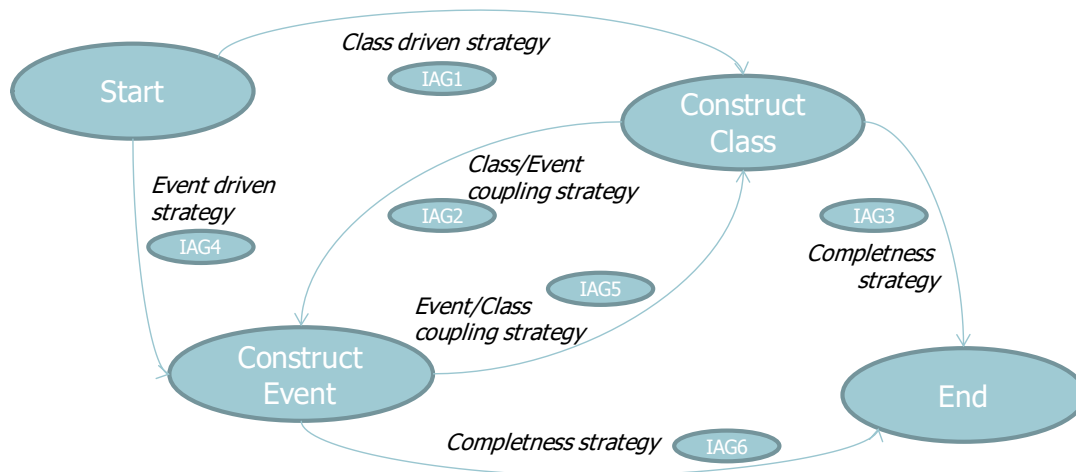 Class driven strategy
IAG1
Start
Construct
Class
Class/Event
coupling strategy
IAG2
Event driven
strategy
IAG4
IAG3
Completness
strategy
IAG5
Event/Class
coupling strategy
Construct
Event
End
Completness strategy
IAG6